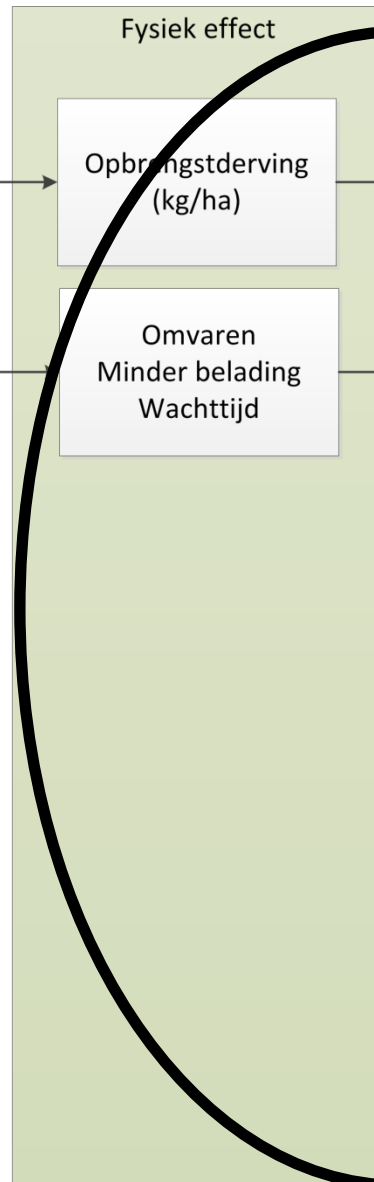 Fysiek effect
Opbrengstderving
(kg/ha)
Omvaren
Minder belading
Wachttijd